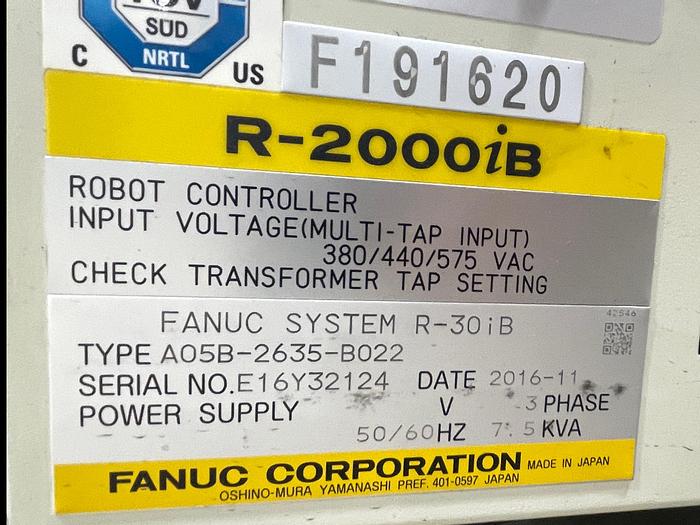 SÜD
NRTL
C US
F191620
R-2000iB
ROBOT CONTROLLER
INPUT VOLTAGE(MULTI-TAP INPUT)
380/440/575 VAC
CHECK TRANSFORMER TAP SETTING
FANUC SYSTEM R-30iB
42546
TYPE A05B-2635-B022
SERIAL NO.E16Y32124 DATE 2016-11
POWER SUPPLY V 3 PHASE
50/60HZ 7.5 KVA
FANUC CORPORATION MADE IN JAPAN
OSHINO-MURA YAMANASHI PREF. 401-0597 JAPAN